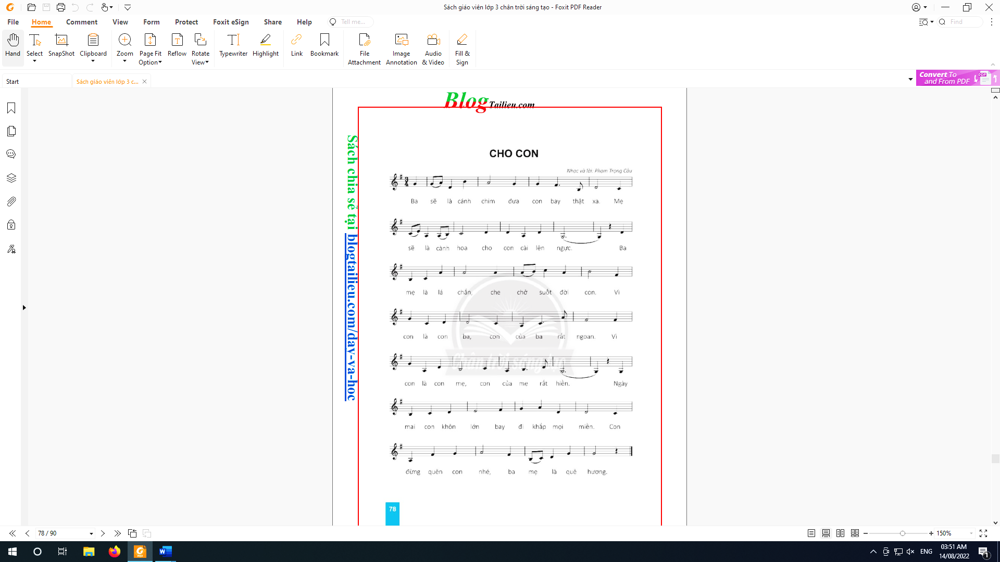 Sách giáo viên lớp 3 chân trời sáng tạo - Foxit PDF Reader
File Home Comment View Form Protect Foxit eSign Share Help Tell me... Find
Hand Select SnapShot Clipboard Zoom Page Fit Option Reflow Rotate View Typewriter Highlight Link Bookmark File Attachment Image Annotation Audio & Video Fill & Sign
Start Sách giáo viên lớp 3 c...
Convert To and From PDF
BlogTailieu.com
Sách chia sẻ tại blogtailieu.com/day-va-hoc
CHO CON
Nhạc và lời: Phạm Trọng Cầu
3
4
Ba sẽ là cánh chim đưa con bay thật xa. Mẹ
sẽ là cành hoa cho con cài lên ngực. Ba
mẹ là lá chắn, che chở suốt đời con. Vì
con là con ba, con của ba rất ngoan. Vì
con là con mẹ, con của mẹ rất hiền. Ngày
mai con khôn lớn bay đi khắp mọi miền. Con
đừng quên con nhé, ba mẹ là quê hương.
Chân trời sáng tạo
78
78 / 90
150%
ENG
03:51 AM
14/08/2022
1